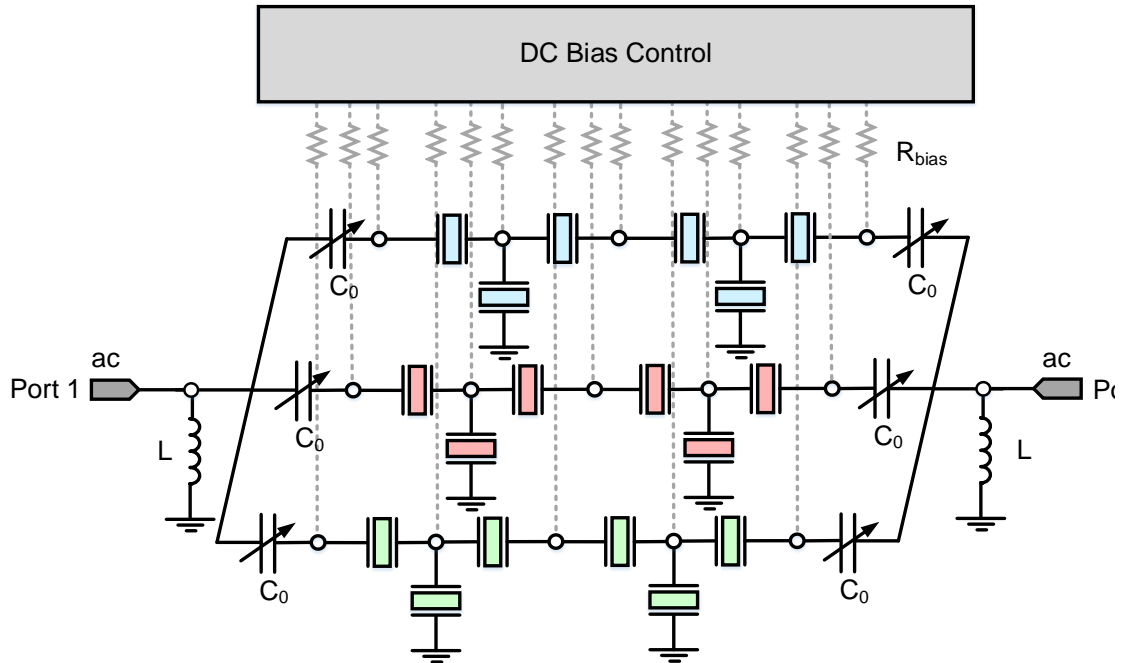 DC Bias Control
Rbias
C₀
C₀
ac
ac
Port 1
C₀
C₀
L
L
C₀
C₀